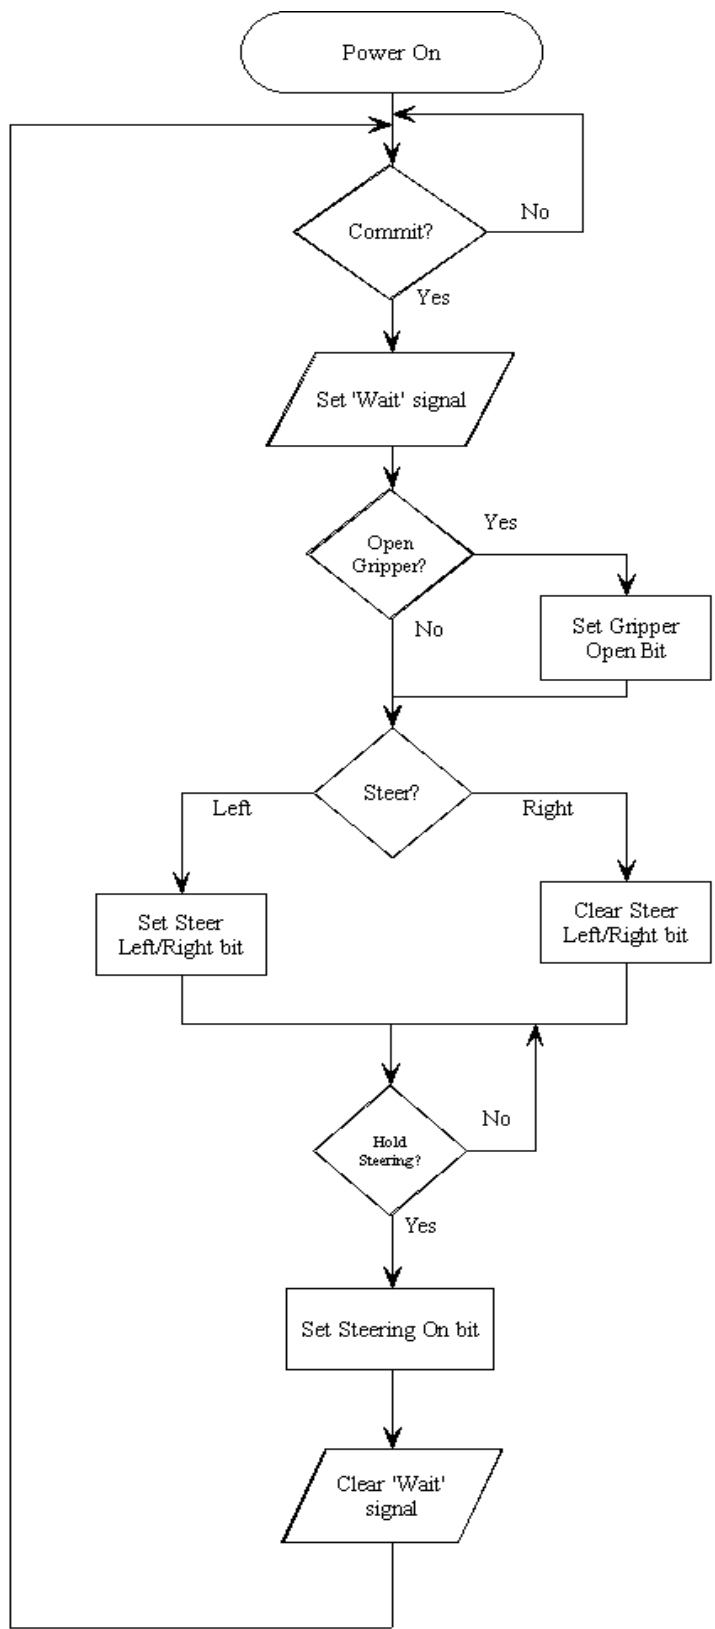 Power On
Commit?
No
Yes
Set 'Wait' signal
Open
Gripper?
Yes
No
Set Gripper
Open Bit
Steer?
Left
Right
Set Steer
Left/Right bit
Clear Steer
Left/Right bit
Hold
Steering?
No
Yes
Set Steering On bit
Clear 'Wait'
signal